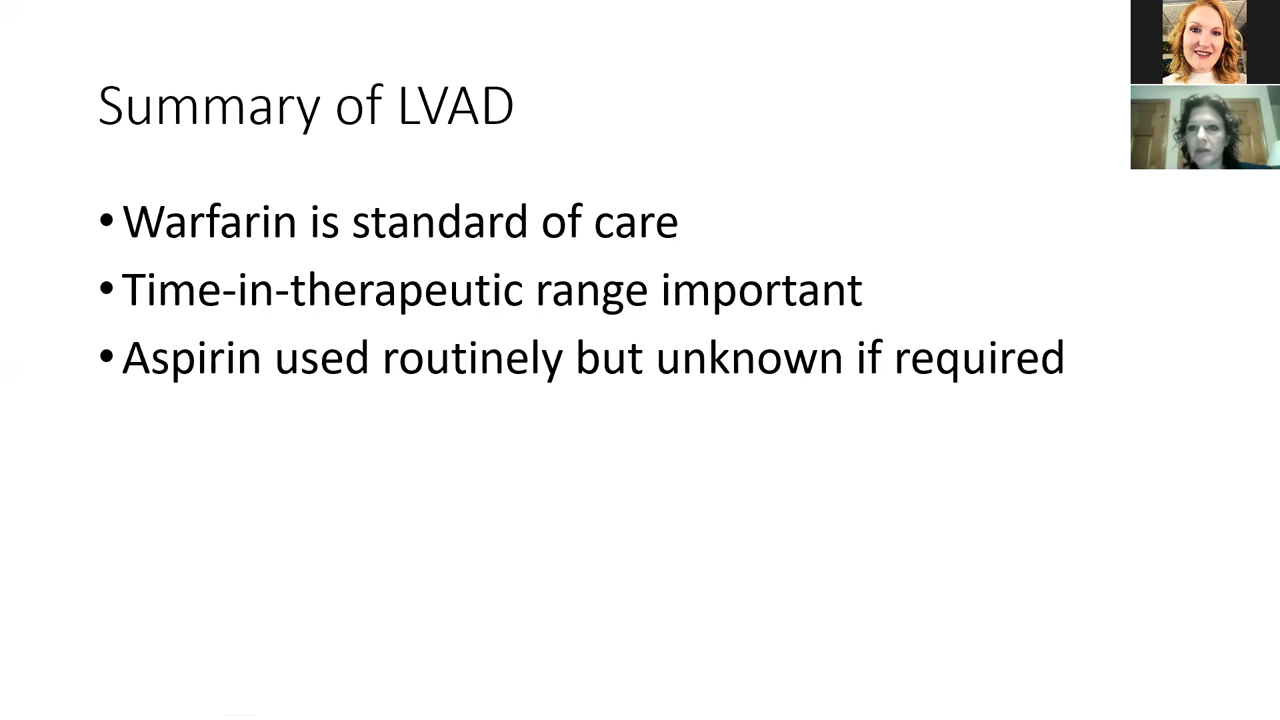 Summary of LVAD
• Warfarin is standard of care
• Time-in-therapeutic range important
• Aspirin used routinely but unknown if required